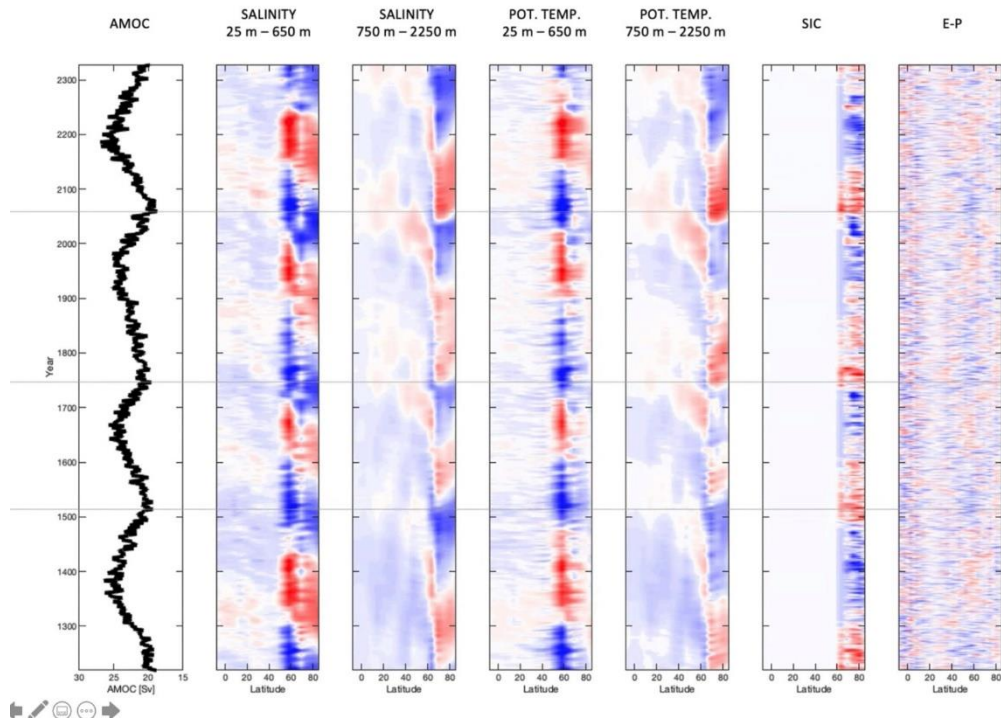 AMOC
SALINITY
25 m – 650 m
SALINITY
750 m – 2250 m
POT. TEMP.
25 m – 650 m
POT. TEMP.
750 m – 2250 m
SIC
E-P
2300
2200
2100
2000
1900
1800
1700
1600
1500
1400
1300
Year
30 25 20 15
AMOC [Sv]
0 20 40 60 80
Latitude
0 20 40 60 80
Latitude
0 20 40 60 80
Latitude
0 20 40 60 80
Latitude
0 20 40 60 80
Latitude
0 20 40 60 80
Latitude